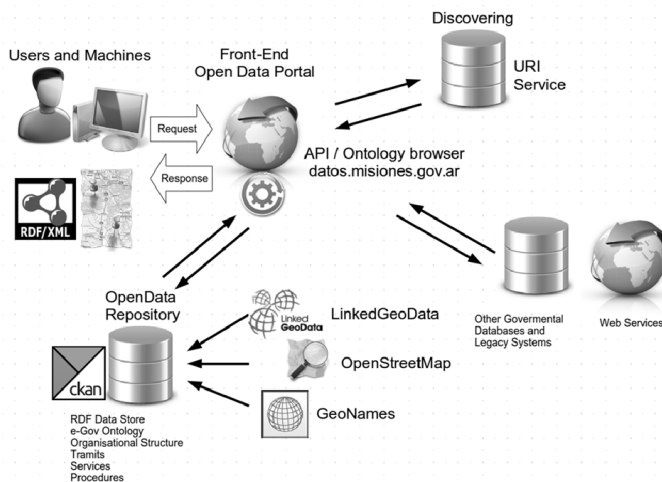 Discovering
URI
Service
Users and Machines
Front-End
Open Data Portal
Request
Response
API / Ontology browser
datos.misiones.gov.ar
RDF/XML
OpenData
Repository
ckan
RDF Data Store
e-Gov Ontology
Organisational Structure
Tramits
Services
Procedures
Linked
GeoData
LinkedGeoData
OpenStreetMap
GeoNames
Other Govermental
Databases and
Legacy Systems
Web Services